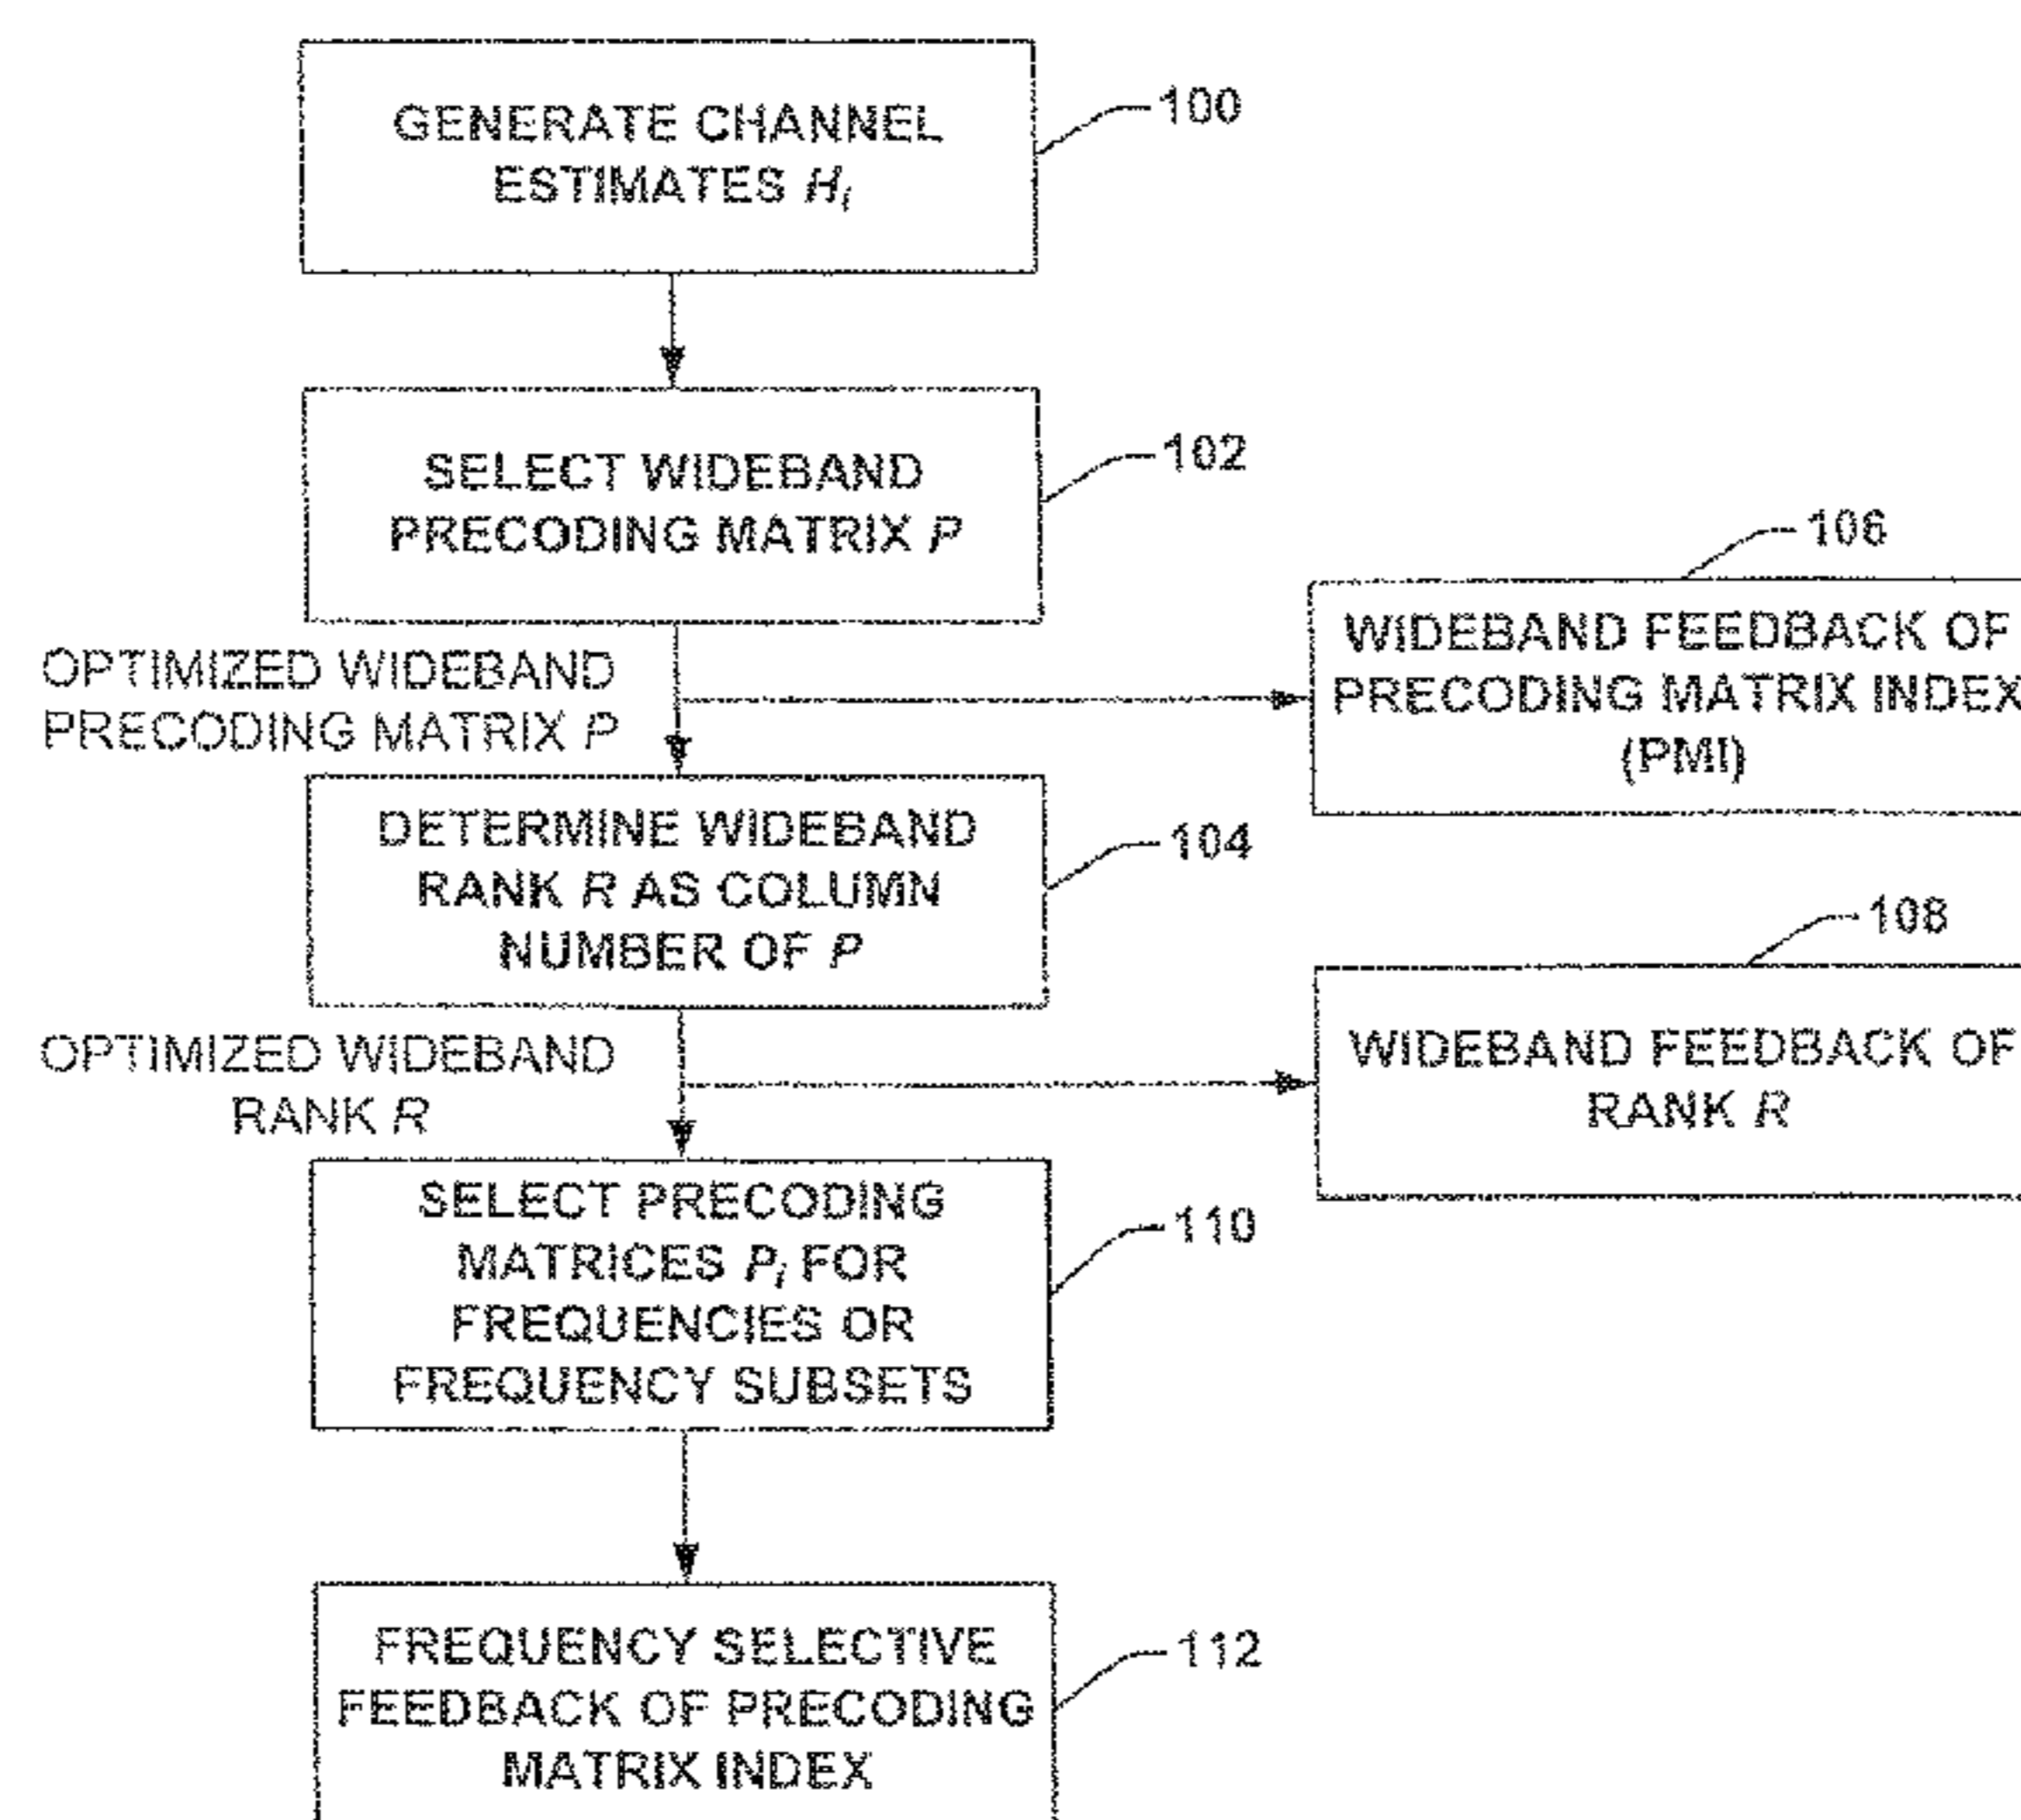 GENERATE CHANNEL
ESTIMATES Hi
100
SELECT WIDEBAND
PRECODING MATRIX P
102
OPTIMIZED WIDEBAND
PRECODING MATRIX P
106
WIDEBAND FEEDBACK OF
PRECODING MATRIX INDEX
(PMI)
DETERMINE WIDEBAND
RANK R AS COLUMN
NUMBER OF P
104
OPTIMIZED WIDEBAND
RANK R
108
WIDEBAND FEEDBACK OF
RANK R
SELECT PRECODING
MATRICES Pi FOR
FREQUENCIES OR
FREQUENCY SUBSETS
110
FREQUENCY SELECTIVE
FEEDBACK OF PRECODING
MATRIX INDEX
112